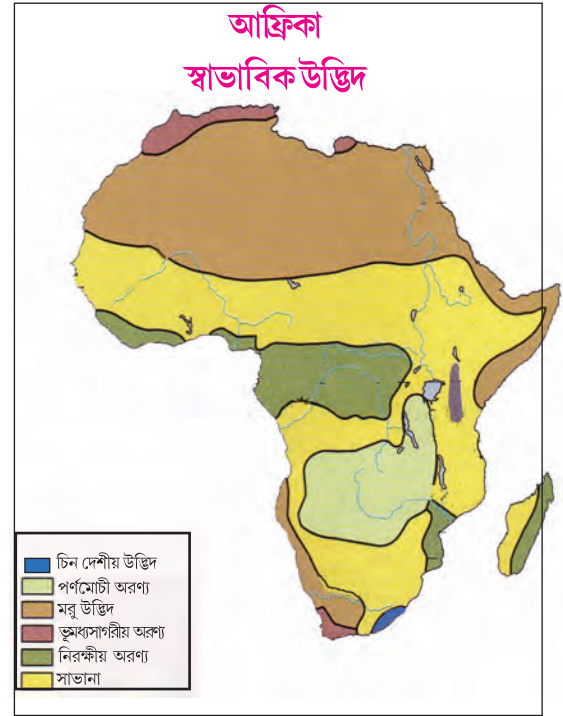 আফ্রিকা
স্বাভাবিক উদ্ভিদ
চিন দেশীয় উদ্ভিদ
পর্ণমোচী অরণ্য
মরু উদ্ভিদ
ভূমধ্যসাগরীয় অরণ্য
নিরক্ষীয় অরণ্য
সাভানা